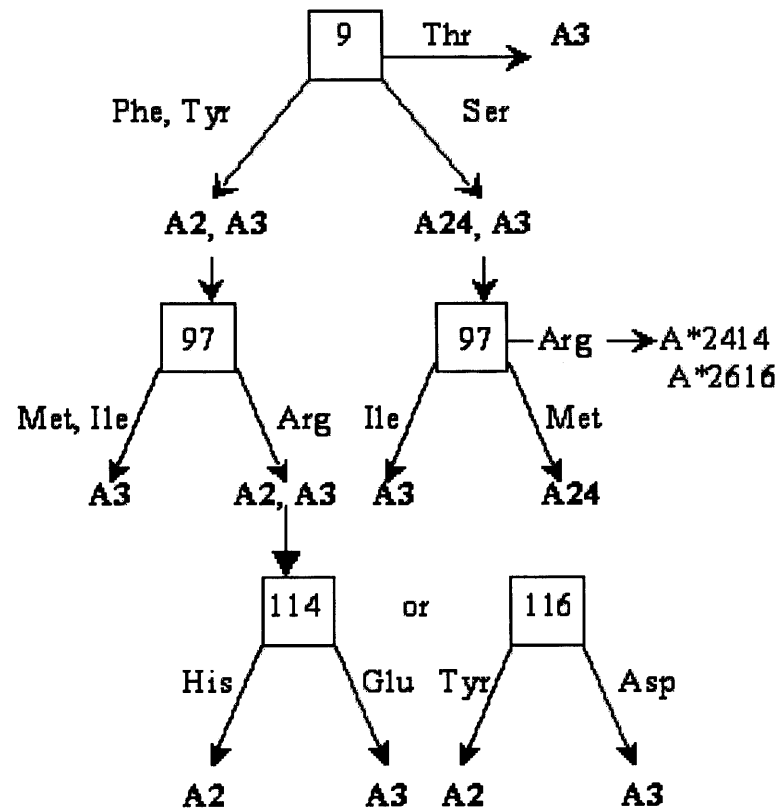 9 Thr A3
Phe, Tyr Ser
A2, A3 A24, A3
97 97 Arg A*2414
A*2616
Met, Ile Arg Ile Met
A3 A2, A3 A3 A24
114 or 116
His Glu Tyr Asp
A2 A3 A2 A3